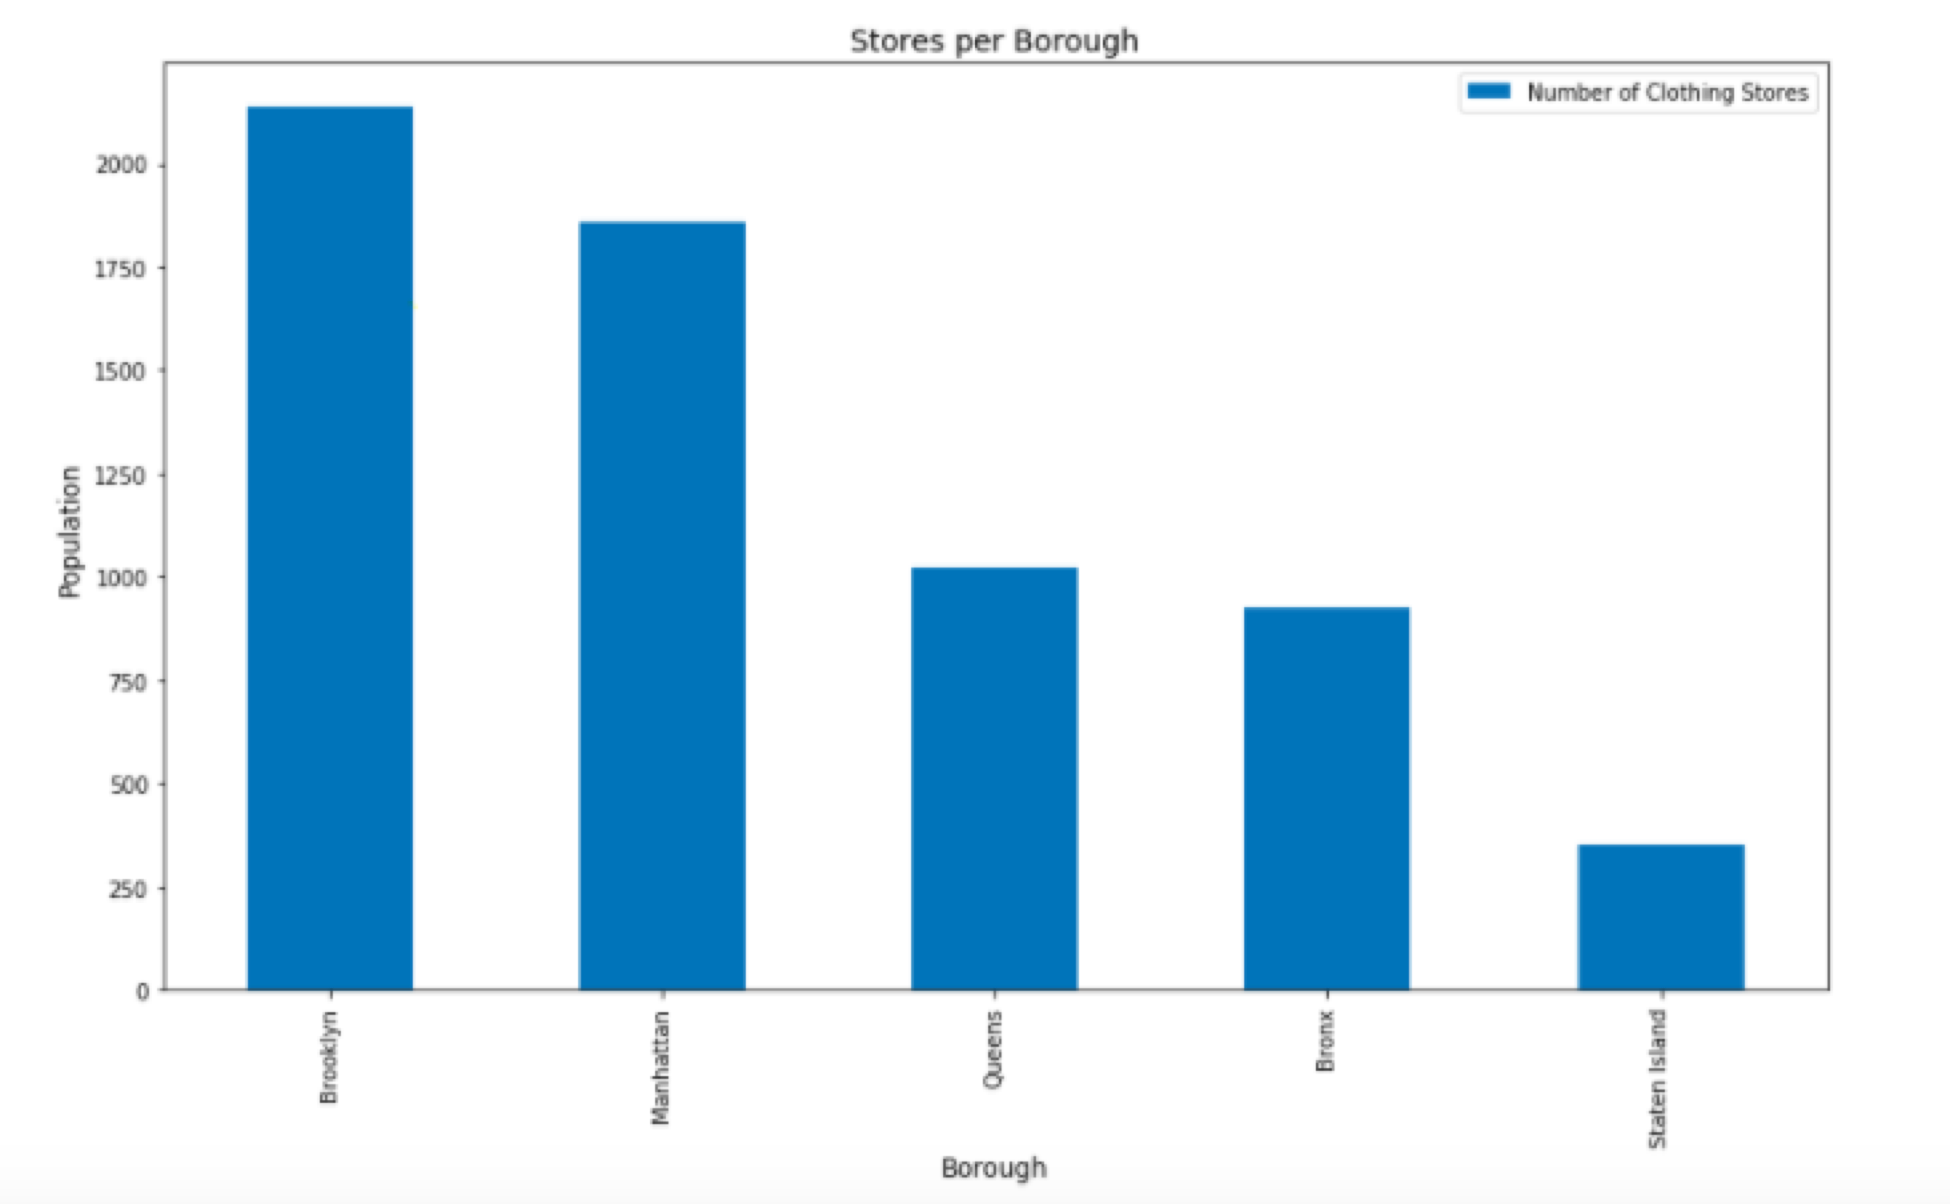 Stores per Borough
Number of Clothing Stores
2000
1750
1500
1250
1000
750
500
250
0
Population
Brooklyn
Manhattan
Queens
Bronx
Staten Island
Borough